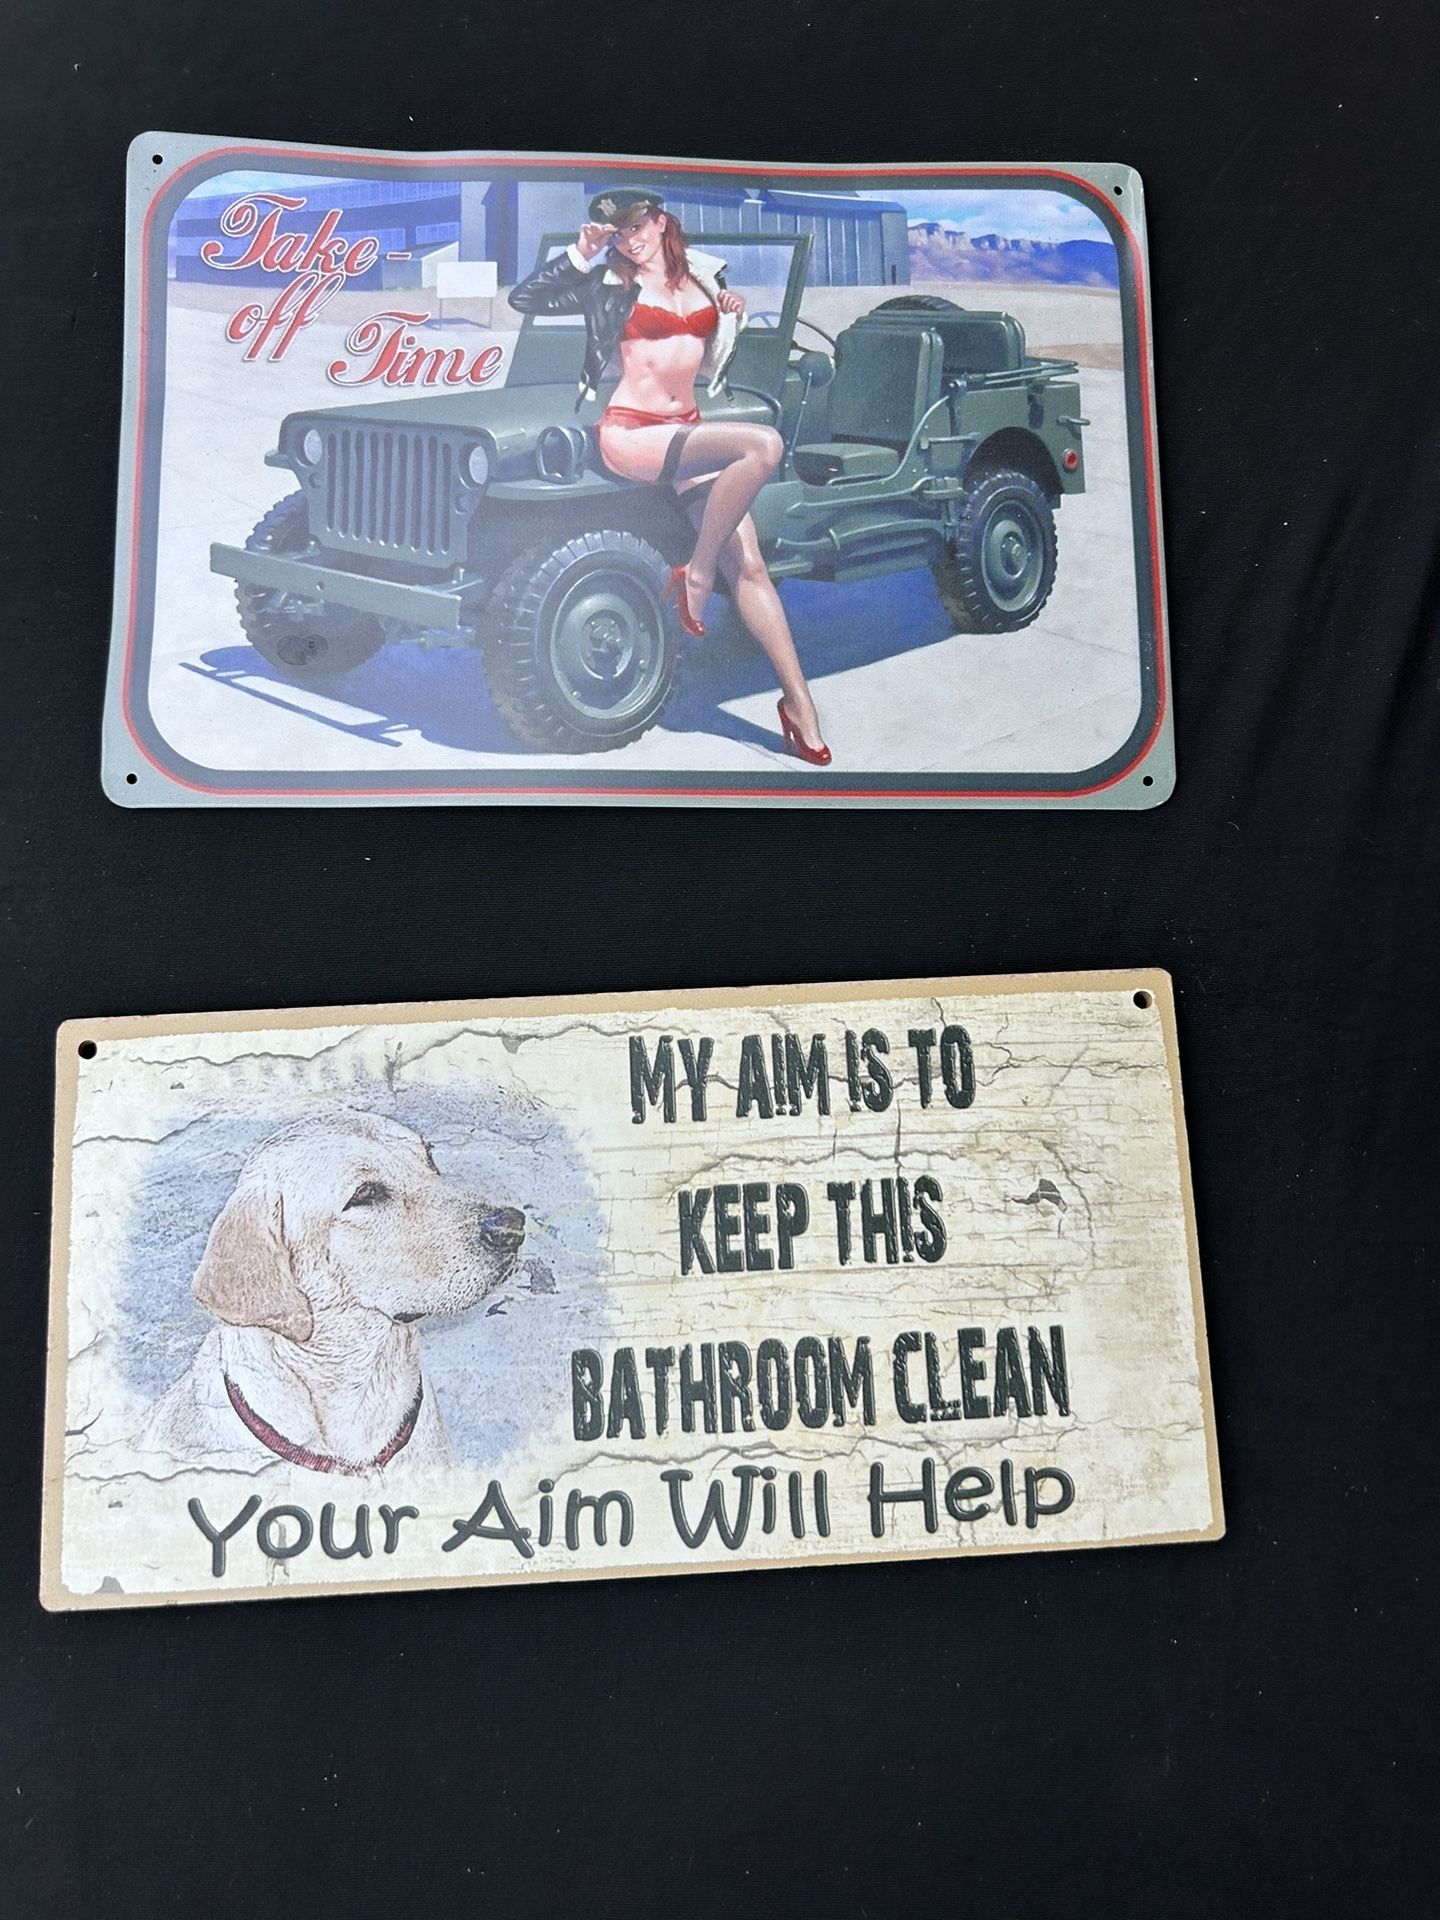 Take-
off
Time
MY AIM IS TO
KEEP THIS
BATHROOM CLEAN
Your Aim Will Help